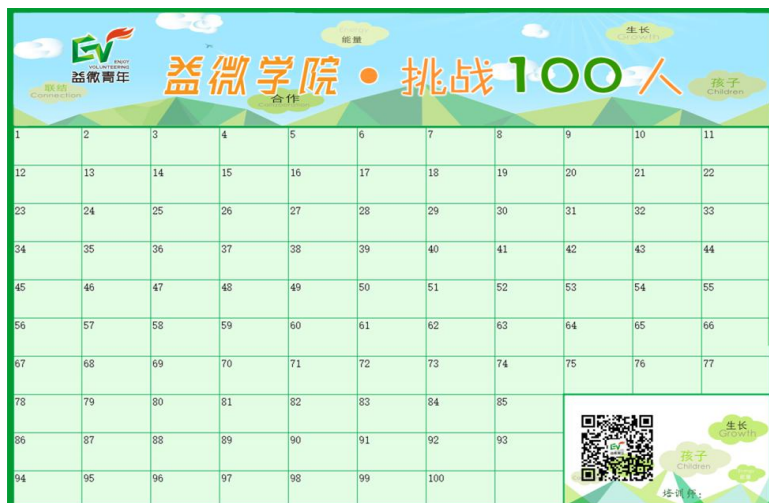 生长
Growth
能量
EV
ENJOY
VOLUNTEERING
益微青年
益微学院·挑战100人
联结
Connection
合作
孩子
Children
1 2 3 4 5 6 7 8 9 10 11
12 13 14 15 16 17 18 19 20 21 22
23 24 25 26 27 28 29 30 31 32 33
34 35 36 37 38 39 40 41 42 43 44
45 46 47 48 49 50 51 52 53 54 55
56 57 58 59 60 61 62 63 64 65 66
67 68 69 70 71 72 73 74 75 76 77
78 79 80 81 82 83 84 85
86 87 88 89 90 91 92 93
94 95 96 97 98 99 100
生长
Growth
孩子
Children
培训师: